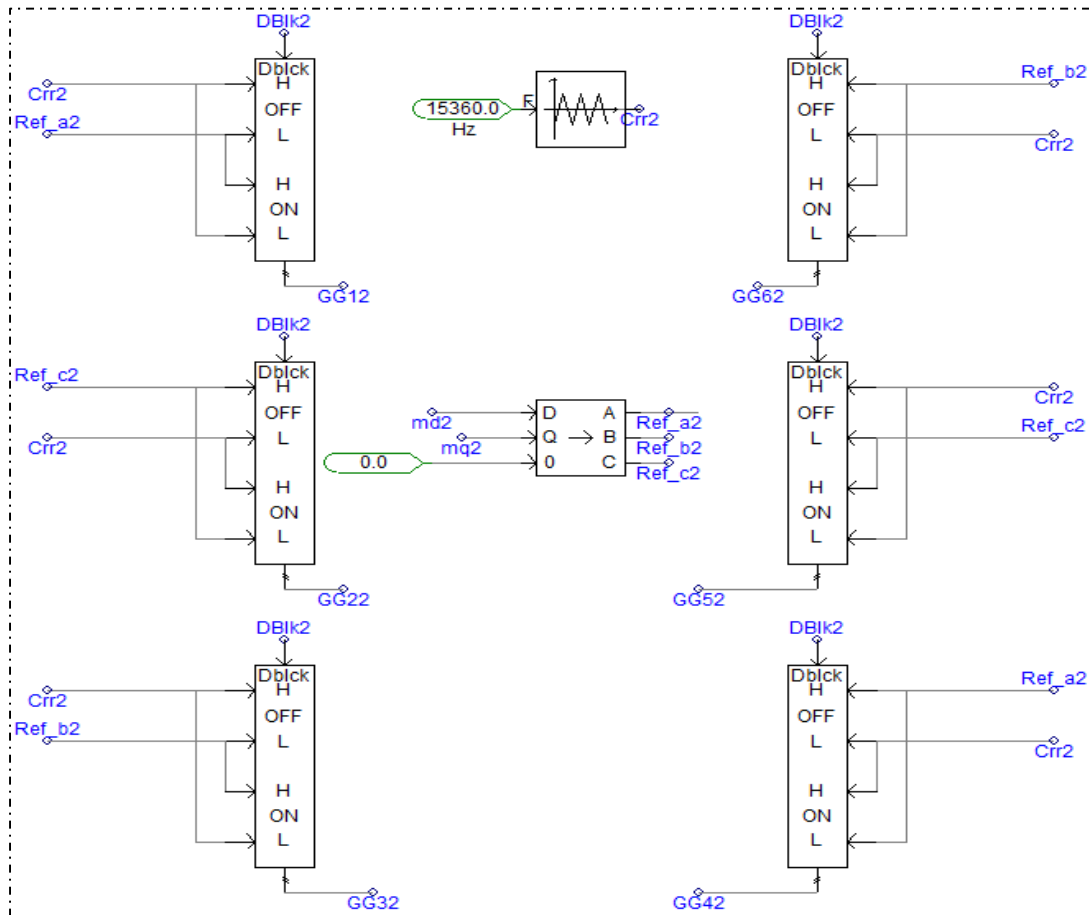 DBlk2
Dblck
H
OFF
L
H
ON
L
Crr2
Ref_a2
GG12
15360.0
Hz
F
Crr2
DBlk2
Dblck
H
OFF
L
H
ON
L
Ref_b2
Crr2
GG62
DBlk2
Dblck
H
OFF
L
H
ON
L
Ref_c2
Crr2
GG22
md2
mq2
0.0
D A
Q B
0 C
Ref_a2
Ref_b2
Ref_c2
DBlk2
Dblck
H
OFF
L
H
ON
L
Crr2
Ref_c2
GG52
DBlk2
Dblck
H
OFF
L
H
ON
L
Crr2
Ref_b2
GG32
DBlk2
Dblck
H
OFF
L
H
ON
L
Ref_a2
Crr2
GG42